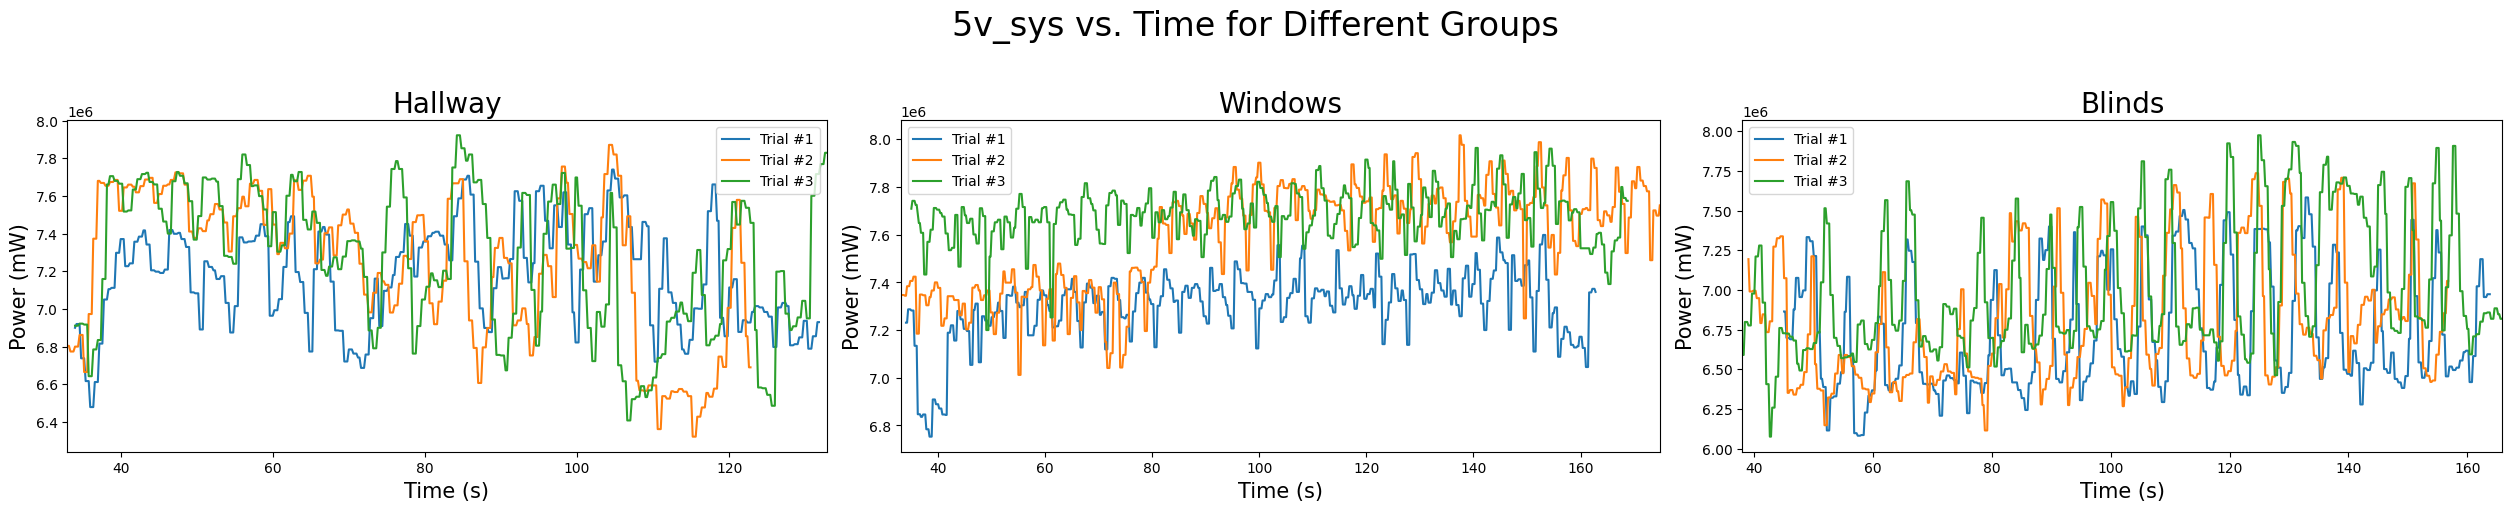 5v_sys vs. Time for Different Groups
Hallway
1e6
Power (mW)
8.0
7.8
7.6
7.4
7.2
7.0
6.8
6.6
6.4
Trial #1
Trial #2
Trial #3
40 60 80 100 120
Time (s)
Windows
1e6
Power (mW)
8.0
7.8
7.6
7.4
7.2
7.0
6.8
Trial #1
Trial #2
Trial #3
40 60 80 100 120 140 160
Time (s)
Blinds
1e6
Power (mW)
8.00
7.75
7.50
7.25
7.00
6.75
6.50
6.25
6.00
Trial #1
Trial #2
Trial #3
40 60 80 100 120 140 160
Time (s)